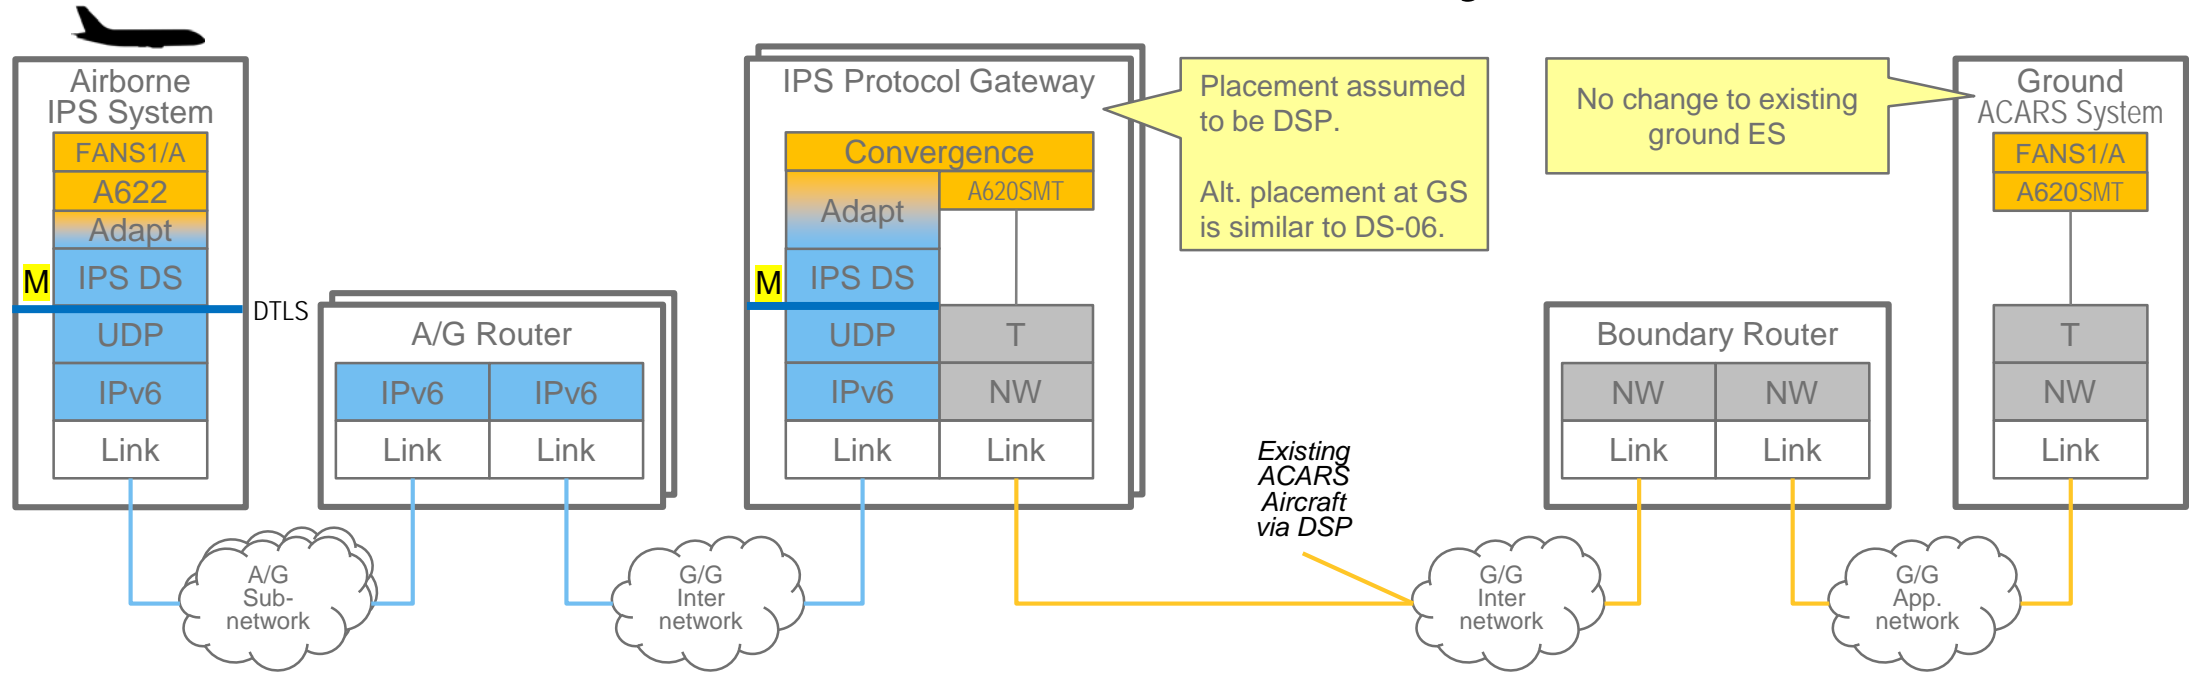 Airborne
IPS System
FANS1/A
A622
Adapt
M
IPS DS
DTLS
UDP
IPv6
Link
A/G
Sub-
network
A/G Router
IPv6
IPv6
Link
Link
G/G
Inter
network
IPS Protocol Gateway
Convergence
Adapt
A620SMT
M
IPS DS
UDP
T
IPv6
NW
Link
Link
Placement assumed
to be DSP.
Alt. placement at GS
is similar to DS-06.
Existing
ACARS
Aircraft
via DSP
G/G
Inter
network
No change to existing
ground ES
Boundary Router
NW
NW
Link
Link
G/G
App.
network
Ground
ACARS System
FANS1/A
A620SMT
T
NW
Link